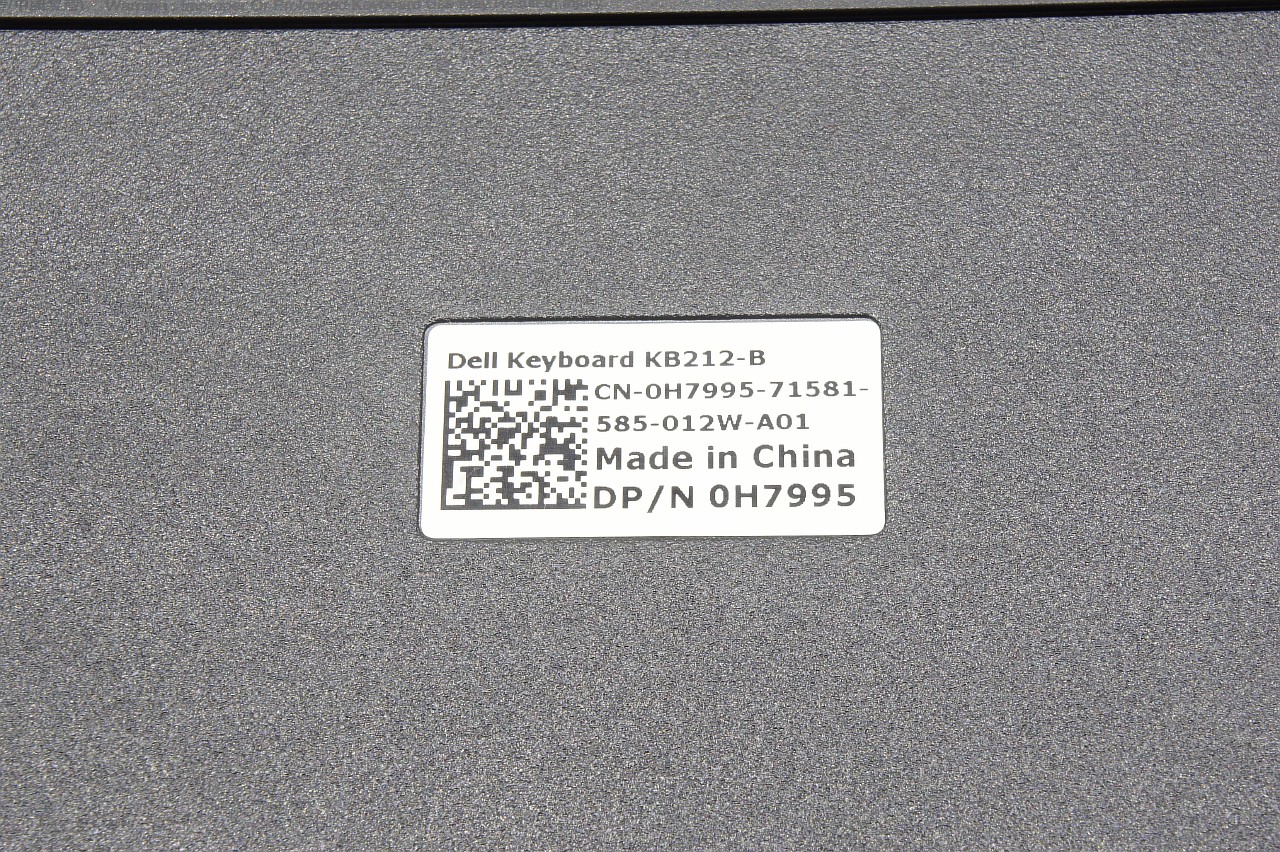 Dell Keyboard KB212-B
CN-0H7995-71581-
585-012W-A01
Made in China
DP/N 0H7995